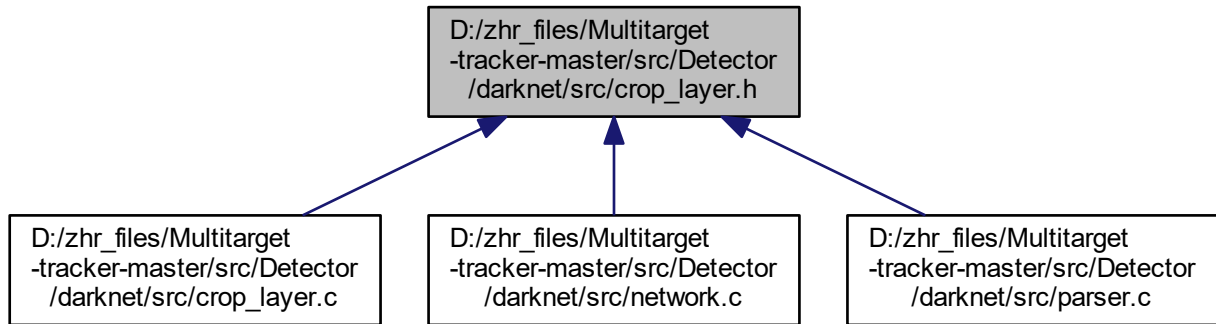 D:/zhr_files/Multitarget
-tracker-master/src/Detector
/darknet/src/crop_layer.h
D:/zhr_files/Multitarget
-tracker-master/src/Detector
/darknet/src/crop_layer.c
D:/zhr_files/Multitarget
-tracker-master/src/Detector
/darknet/src/network.c
D:/zhr_files/Multitarget
-tracker-master/src/Detector
/darknet/src/parser.c